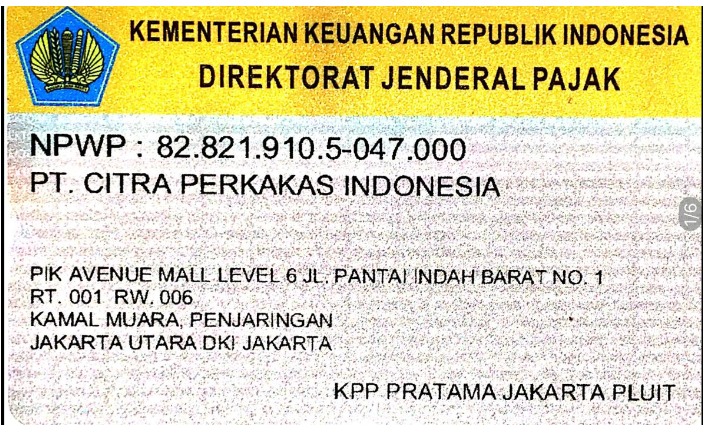 KEMENTERIAN KEUANGAN REPUBLIK INDONESIA
DIREKTORAT JENDERAL PAJAK
NPWP : 82.821.910.5-047.000
PT. CITRA PERKAKAS INDONESIA
1/6
PIK AVENUE MALL LEVEL 6 JL. PANTAI INDAH BARAT NO. 1
RT. 001 RW. 006
KAMAL MUARA, PENJARINGAN
JAKARTA UTARA DKI JAKARTA
KPP PRATAMA JAKARTA PLUIT